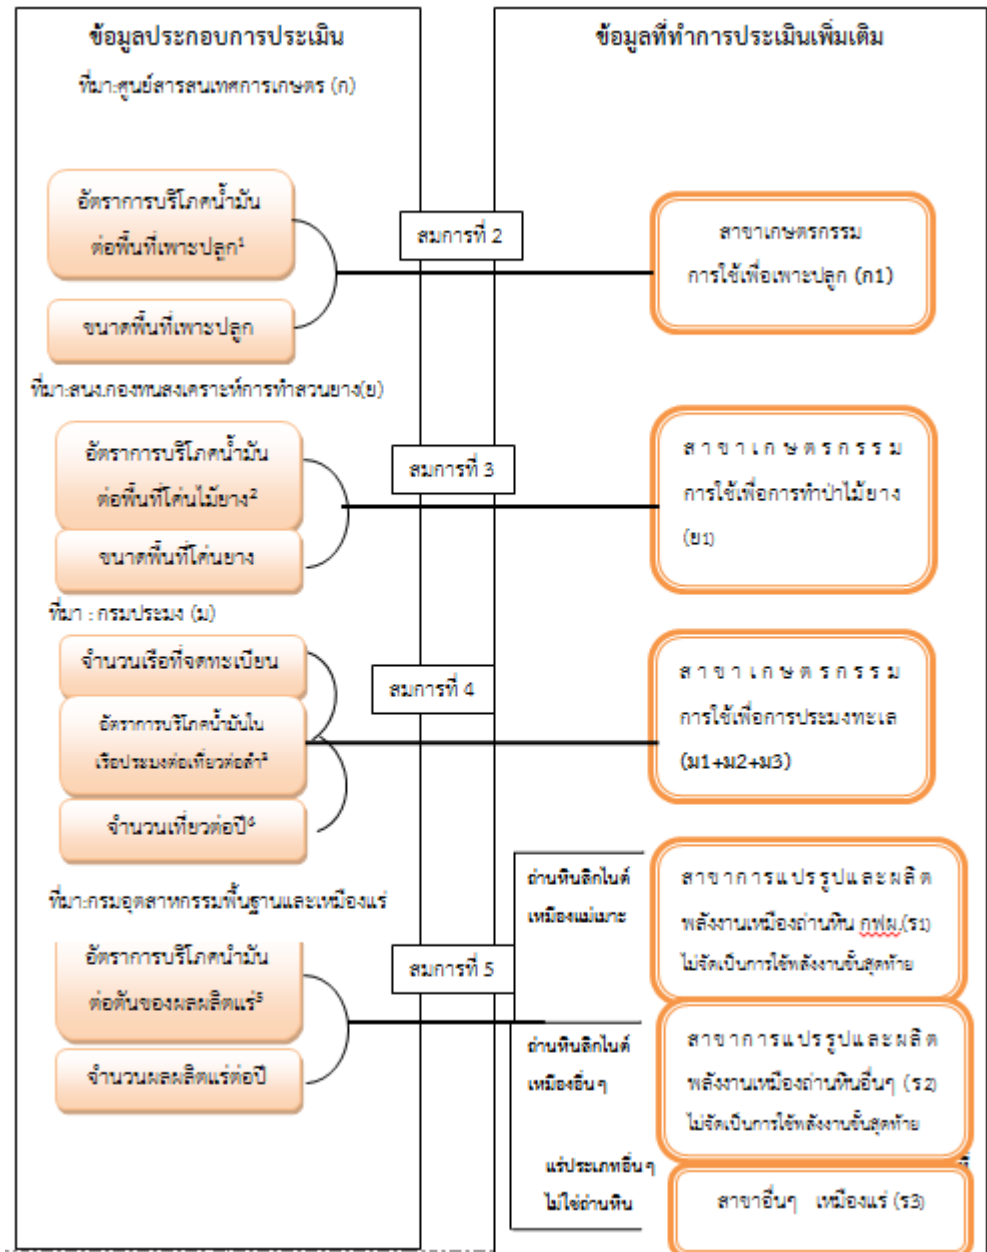 ข้อมูลประกอบการประเมิน
ที่มา:ศูนย์สารสนเทศการเกษตร (ก)
อัตราการบริโภคน้ำมัน
ต่อพื้นที่เพาะปลูก¹
ขนาดพื้นที่เพาะปลูก
ที่มา:สนง.กองทุนสงเคราะห์การทำสวนยาง(ย)
อัตราการบริโภคน้ำมัน
ต่อพื้นที่โค่นไม้ยาง²
ขนาดพื้นที่โค่นยาง
ที่มา : กรมประมง (ม)
จำนวนเรือที่จดทะเบียน
อัตราการบริโภคน้ำมันใน
เรือประมงต่อเที่ยวต่อลำ
จำนวนเที่ยวต่อปี
ที่มา:กรมอุตสาหกรรมพื้นฐานและเหมืองแร่
อัตราการบริโภคน้ำมัน
ต่อตันของผลผลิตแร่⁵
จำนวนผลผลิตแร่ต่อปี
สมการที่ 2
สมการที่ 3
สมการที่ 4
สมการที่ 5
ข้อมูลที่ทำการประเมินเพิ่มเติม
สาขาเกษตรกรรม
การใช้เพื่อเพาะปลูก (ก1)
สาขาเกษตรกรรม
การใช้เพื่อการทำป่าไม้ยาง
(ย1)
สาขาเกษตรกรรม
การใช้เพื่อการประมงทะเล
(ม1+ม2+ม3)
ถ่านหินลิกไนต์
เหมืองแม่เมาะ
สาขาการแปรรูปและผลิต
พลังงานเหมืองถ่านหิน กฟผ.(ร1)
ไม่จัดเป็นการใช้พลังงานขั้นสุดท้าย
ถ่านหินลิกไนต์
เหมืองอื่นๆ
สาขาการแปรรูปและผลิต
พลังงานเหมืองถ่านหินอื่นๆ (ร2)
ไม่จัดเป็นการใช้พลังงานขั้นสุดท้าย
แร่ประเภทอื่นๆ
ไม่ใช่ถ่านหิน
สาขาอื่นๆ เหมืองแร่ (ร3)